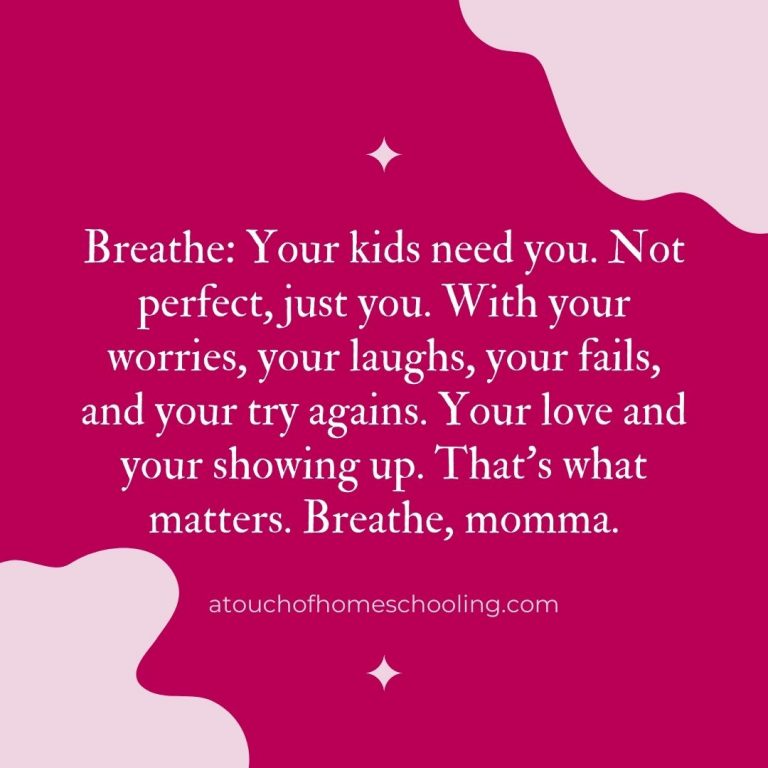 Breathe: Your kids need you. Not
perfect, just you. With your
worries, your laughs, your fails,
and your try agains. Your love and
your showing up. That’s what
matters. Breathe, momma.
atouchofhomeschooling.com